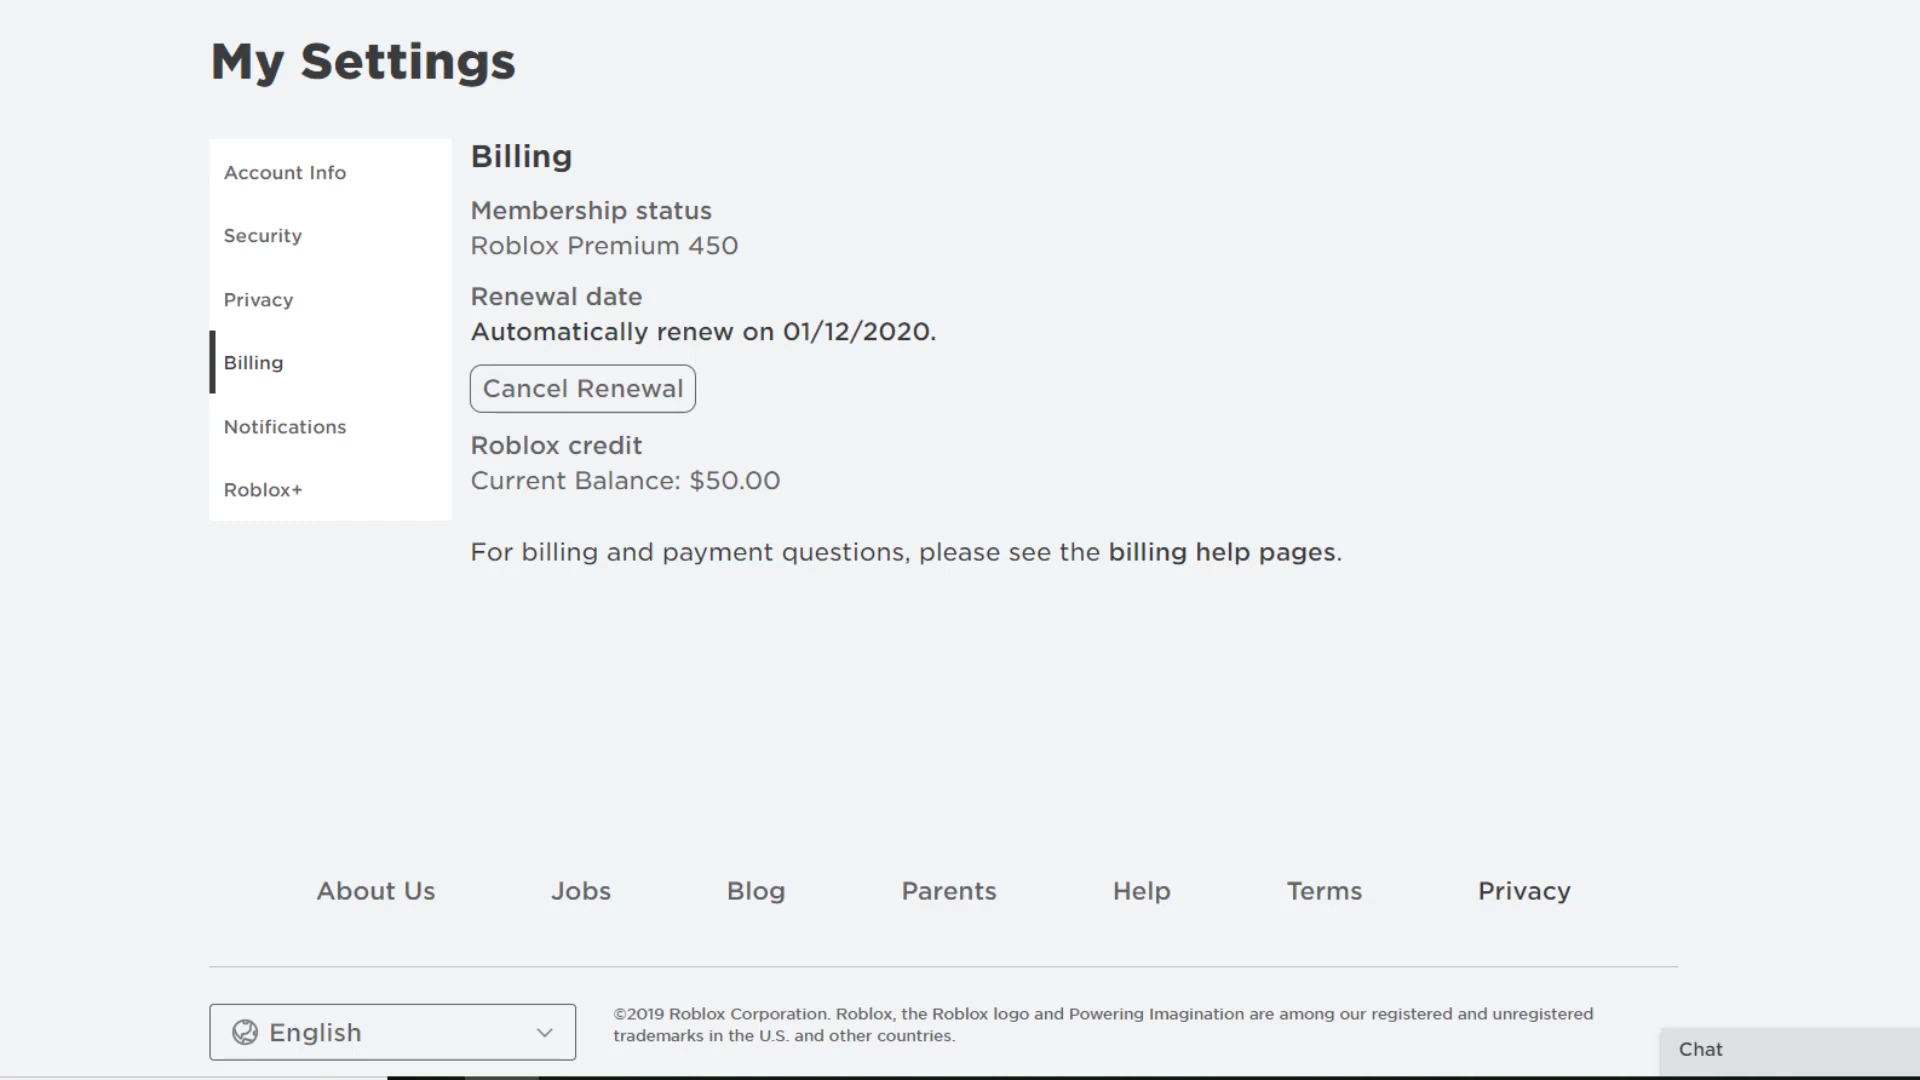 My Settings
Account Info
Security
Privacy
Billing
Notifications
Roblox+
Billing
Membership status
Roblox Premium 450
Renewal date
Automatically renew on 01/12/2020.
Cancel Renewal
Roblox credit
Current Balance: $50.00
For billing and payment questions, please see the billing help pages.
About Us
Jobs
Blog
Parents
Help
Terms
Privacy
English
©2019 Roblox Corporation. Roblox, the Roblox logo and Powering Imagination are among our registered and unregistered
trademarks in the U.S. and other countries.
Chat